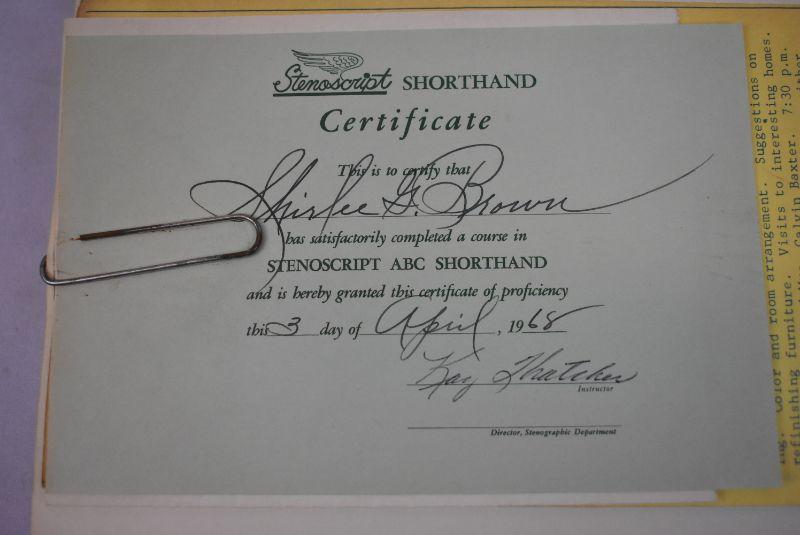 Stenoscript SHORTHAND
Certificate
This is to certify that
Shirlee G. Brown
has satisfactorily completed a course in
STENOSCRIPT ABC SHORTHAND
and is hereby granted this certificate of proficiency
this 3 day of April, 1968
Kay Thatcher
Instructor
Director, Stenographic Department
Color and room arrangement. Suggestions on
refinishing furniture. Visits to interesting homes.
Calvin Baxter. 7:30 p.m.